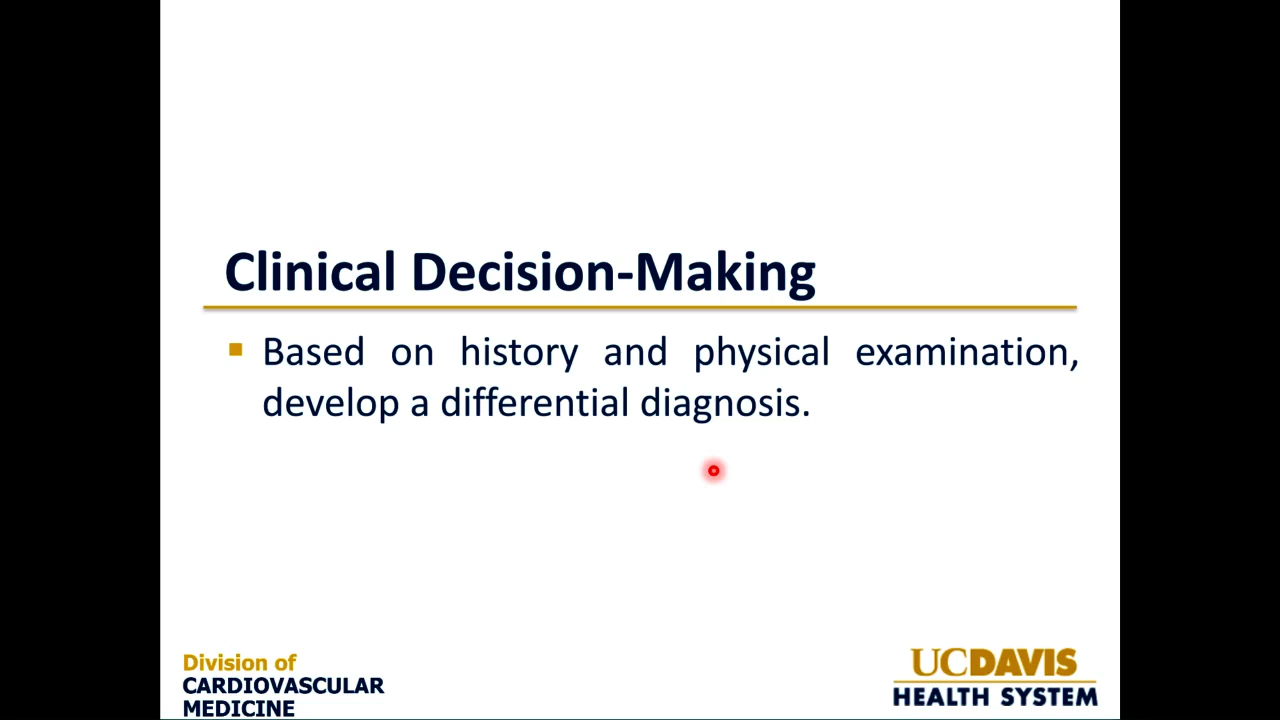 Clinical Decision-Making
Based on history and physical examination,
develop a differential diagnosis.
Division of
CARDIOVASCULAR
MEDICINE
UCDAVIS
HEALTH SYSTEM